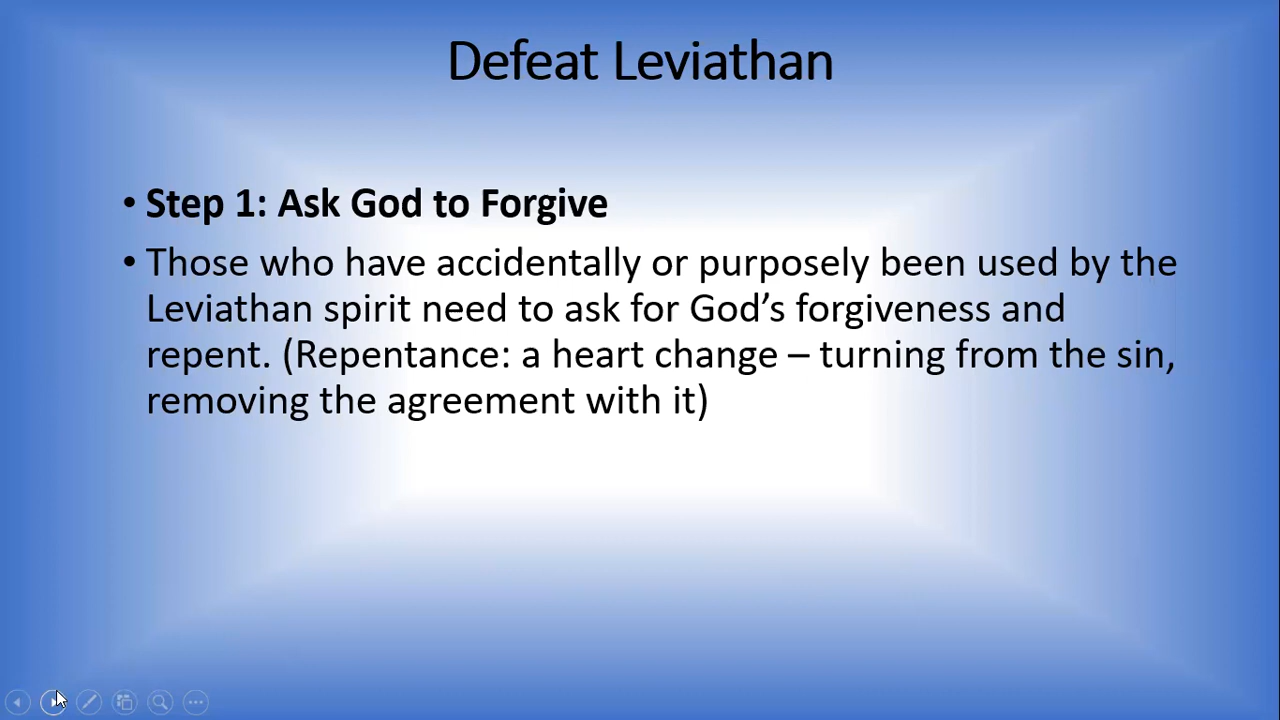 Defeat Leviathan
• Step 1: Ask God to Forgive
• Those who have accidentally or purposely been used by the
Leviathan spirit need to ask for God’s forgiveness and
repent. (Repentance: a heart change – turning from the sin,
removing the agreement with it)